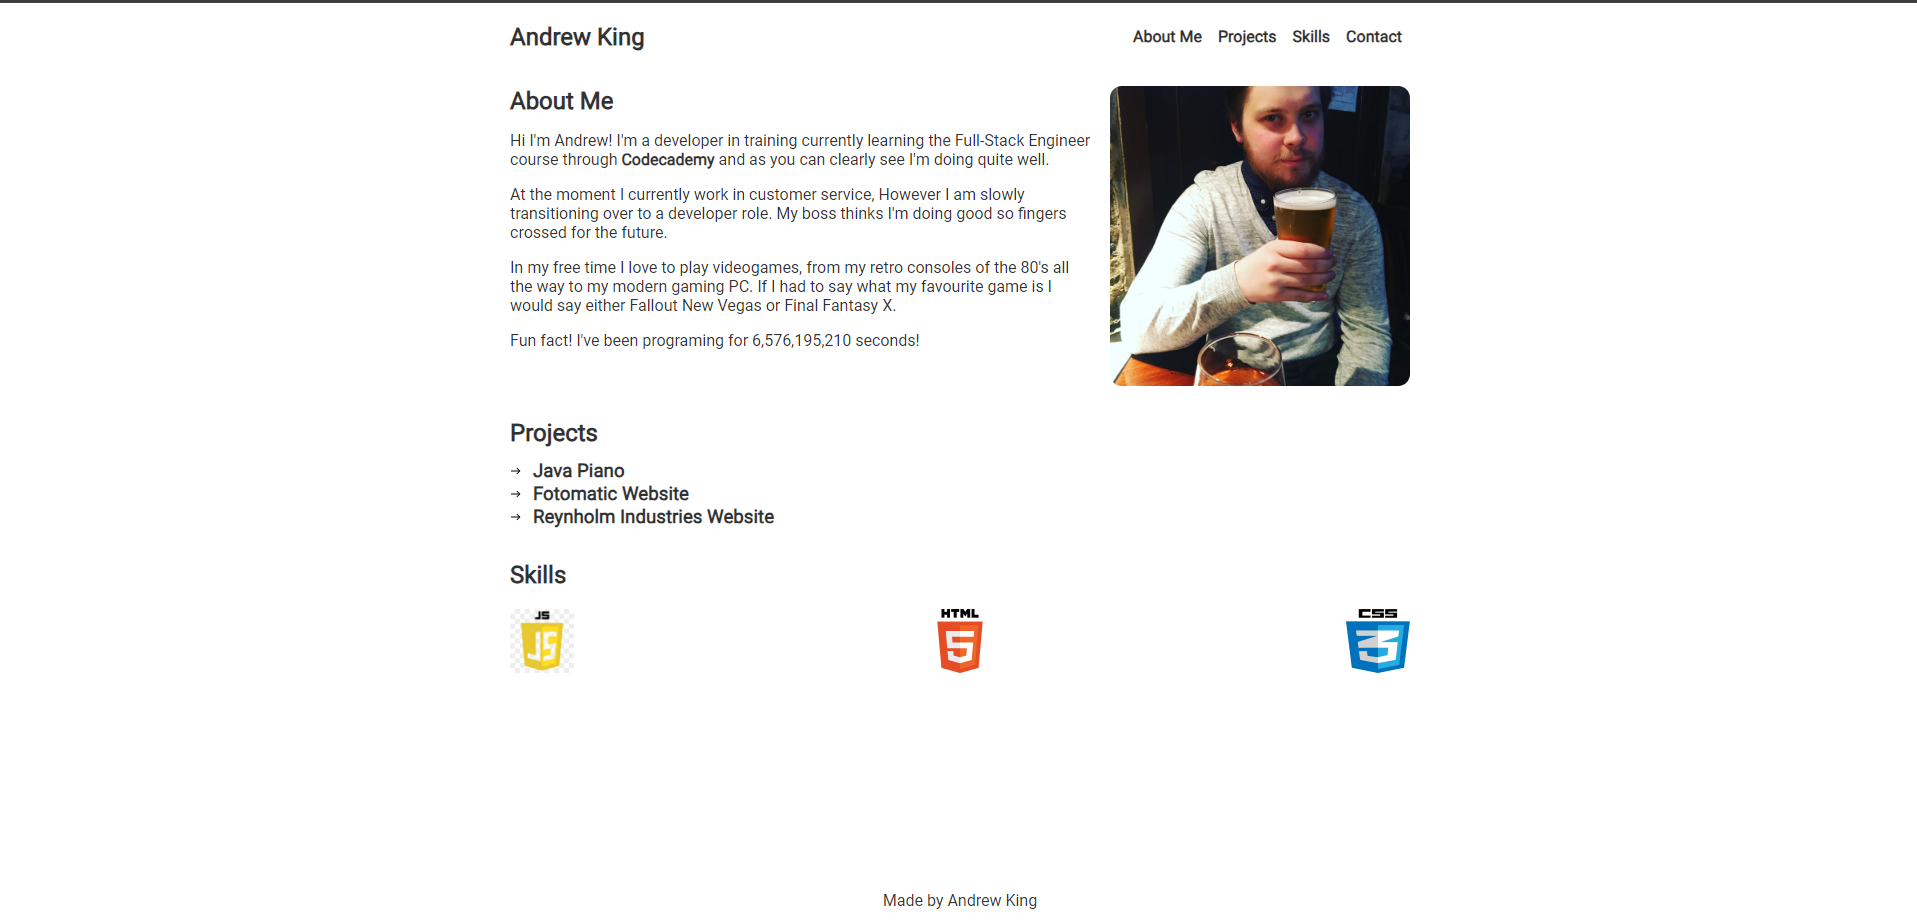 Andrew King
About Me Projects Skills Contact
About Me
Hi I'm Andrew! I'm a developer in training currently learning the Full-Stack Engineer
course through Codecademy and as you can clearly see I'm doing quite well.
At the moment I currently work in customer service, However I am slowly
transitioning over to a developer role. My boss thinks I'm doing good so fingers
crossed for the future.
In my free time I love to play videogames, from my retro consoles of the 80's all
the way to my modern gaming PC. If I had to say what my favourite game is I
would say either Fallout New Vegas or Final Fantasy X.
Fun fact! I've been programing for 6,576,195,210 seconds!
Projects
→ Java Piano
→ Fotomatic Website
→ Reynholm Industries Website
Skills
JS HTML CSS
JS 5 3
Made by Andrew King